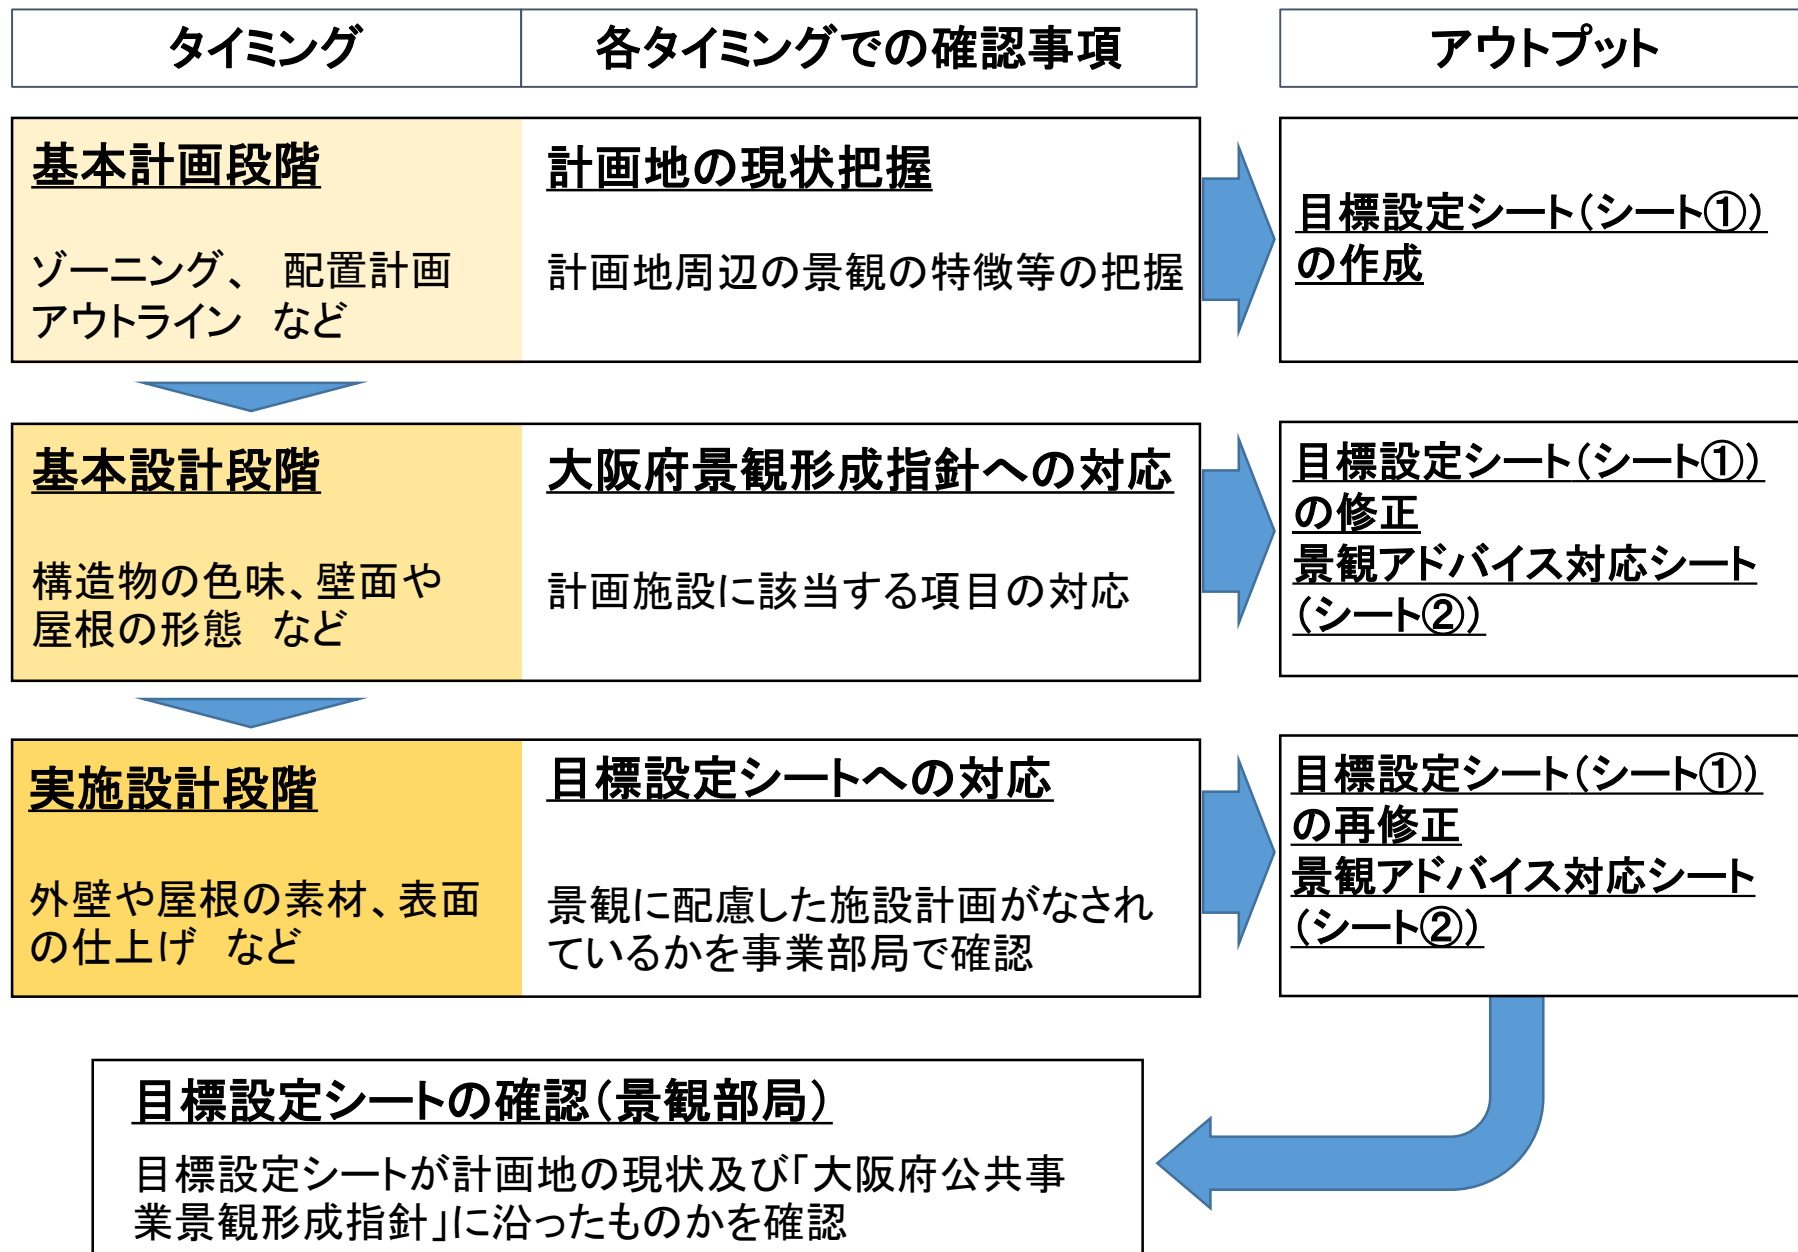 タイミング
各タイミングでの確認事項
アウトプット
基本計画段階
ゾーニング、 配置計画
アウトライン　など
計画地の現状把握
計画地周辺の景観の特徴等の把握
目標設定シート（シート①）
の作成
基本設計段階
構造物の色味、壁面や
屋根の形態　など
大阪府景観形成指針への対応
計画施設に該当する項目の対応
目標設定シート（シート①）
の修正
景観アドバイス対応シート
（シート②）
実施設計段階
外壁や屋根の素材、表面
の仕上げ　など
目標設定シートへの対応
景観に配慮した施設計画がなされ
ているかを事業部局で確認
目標設定シート（シート①）
の再修正
景観アドバイス対応シート
（シート②）
目標設定シートの確認（景観部局）
目標設定シートが計画地の現状及び「大阪府公共事
業景観形成指針」に沿ったものかを確認